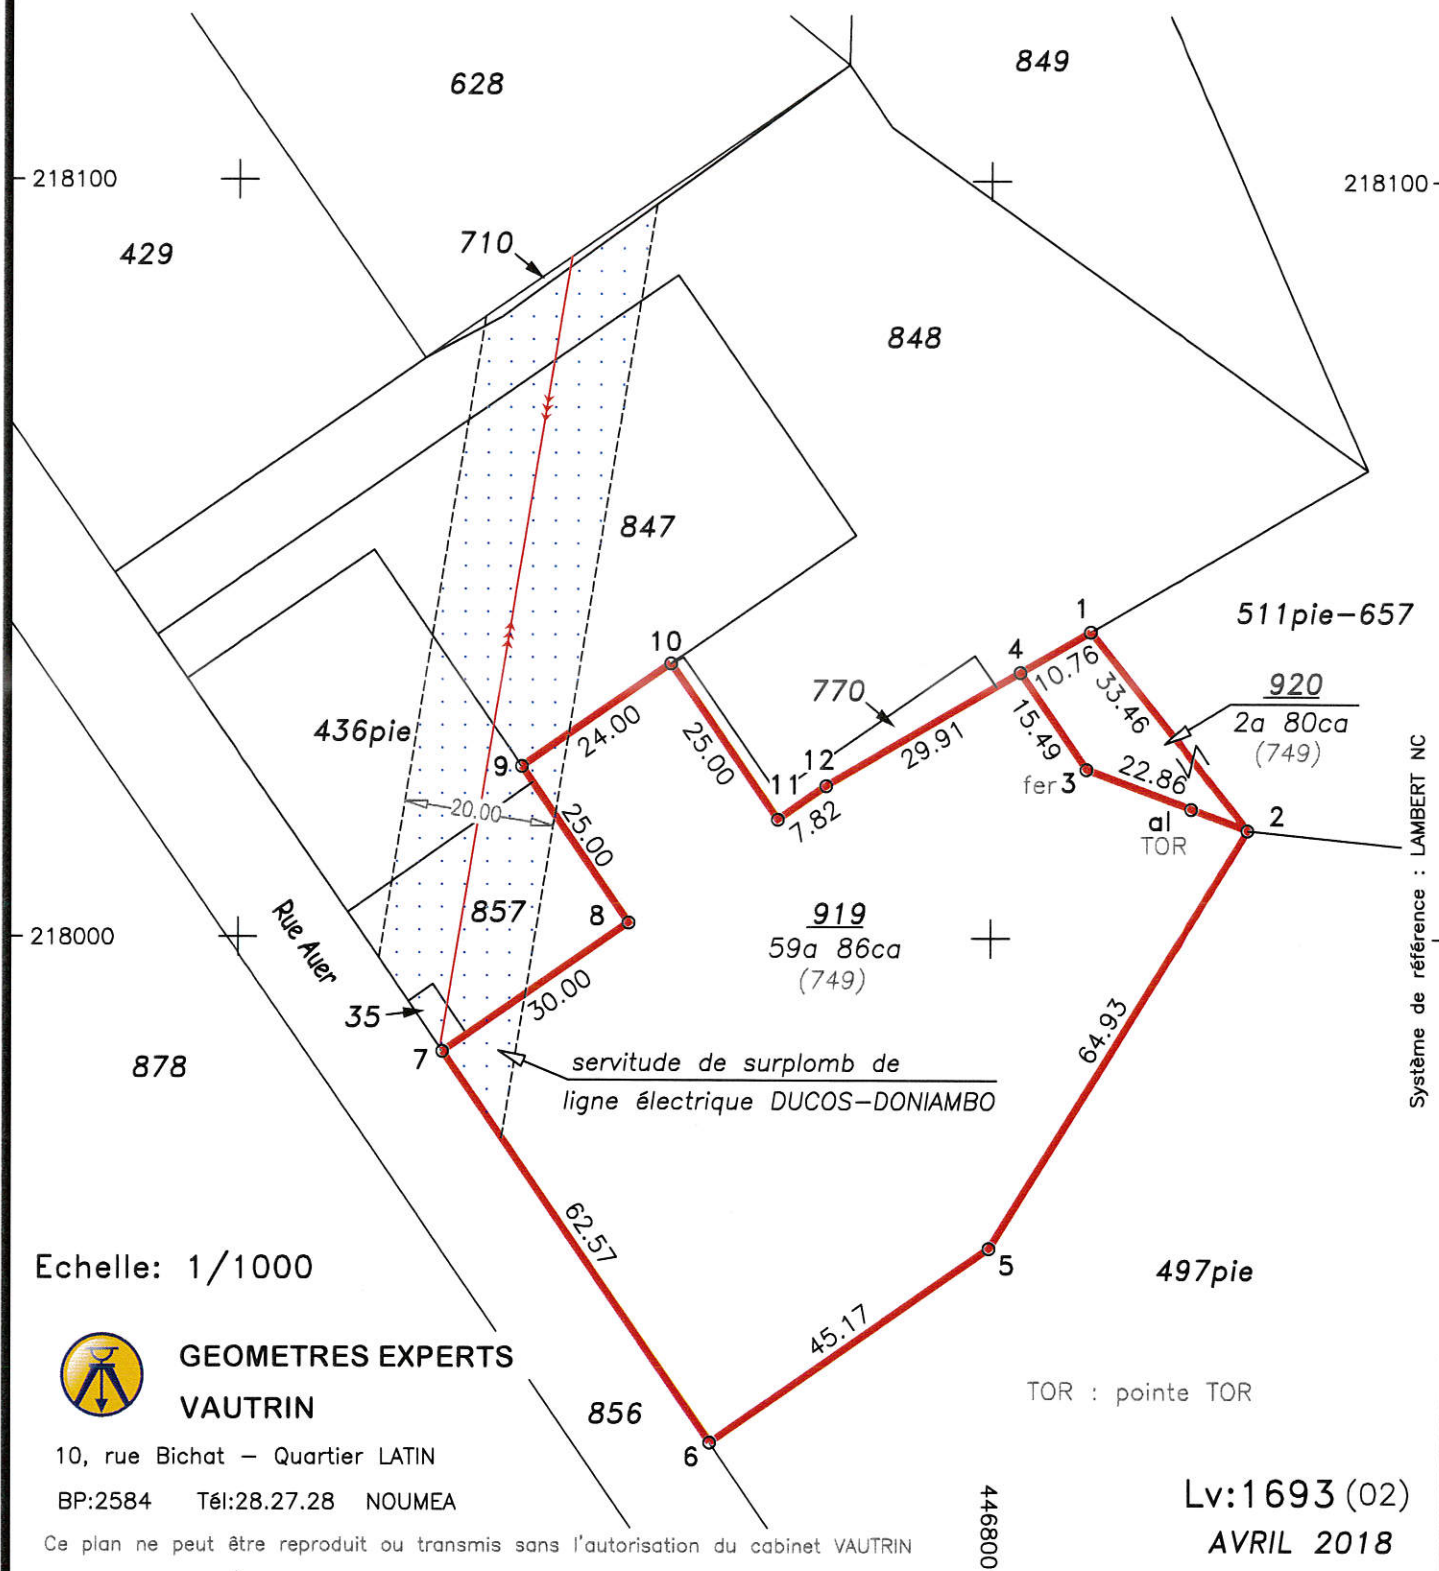 628
849
218100
218100
429
710
848
847
1
511pie-657
10
4
10.76
33.46
920
2a 80ca
(749)
770
436pie
24.00
25.00
15.49
29.91
9
11
12
fer 3
22.86
20.00
25.00
7.82
al
TOR
2
Système de référence : LAMBERT NC
Rue Auer
857
8
919
59a 86ca
(749)
218000
30.00
35
64.93
7
878
servitude de surplomb de
ligne électrique DUCOS-DONIAMBO
62.57
5
497pie
Echelle: 1/1000
45.17
GEOMETRES EXPERTS
VAUTRIN
TOR : pointe TOR
856
6
10, rue Bichat - Quartier LATIN
BP:2584 Tél:28.27.28 NOUMEA
446800
Lv:1693 (02)
AVRIL 2018
Ce plan ne peut être reproduit ou transmis sans l'autorisation du cabinet VAUTRIN